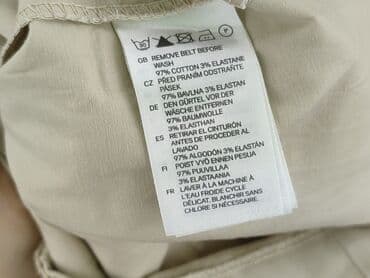 GB REMOVE BELT BEFORE
WASH
97% COTTON 3% ELASTANE
CZ PŘED PRANÍM ODSTRAŇTE
PÁSEK
97% BAVLNA 3% ELASTAN
DE DEN GÜRTEL VOR DER
WÄSCHE ENTFERNEN
97% BAUMWOLLE
3% ELASTHAN
ES RETIRAR EL CINTURÓN
ANTES DE PROCEDER AL
LAVADO
97% ALGODÓN 3% ELASTÁN
FI POIST VYÖ ENNEN PESUA
97% PUUVILLAA
3% ELASTAANIA
FR LAVER À LA MACHINE À
L'EAU FROIDE CYCLE
DÉLICAT, BLANCHIR SANS
CHLORE SI NÉCESSAIRE.